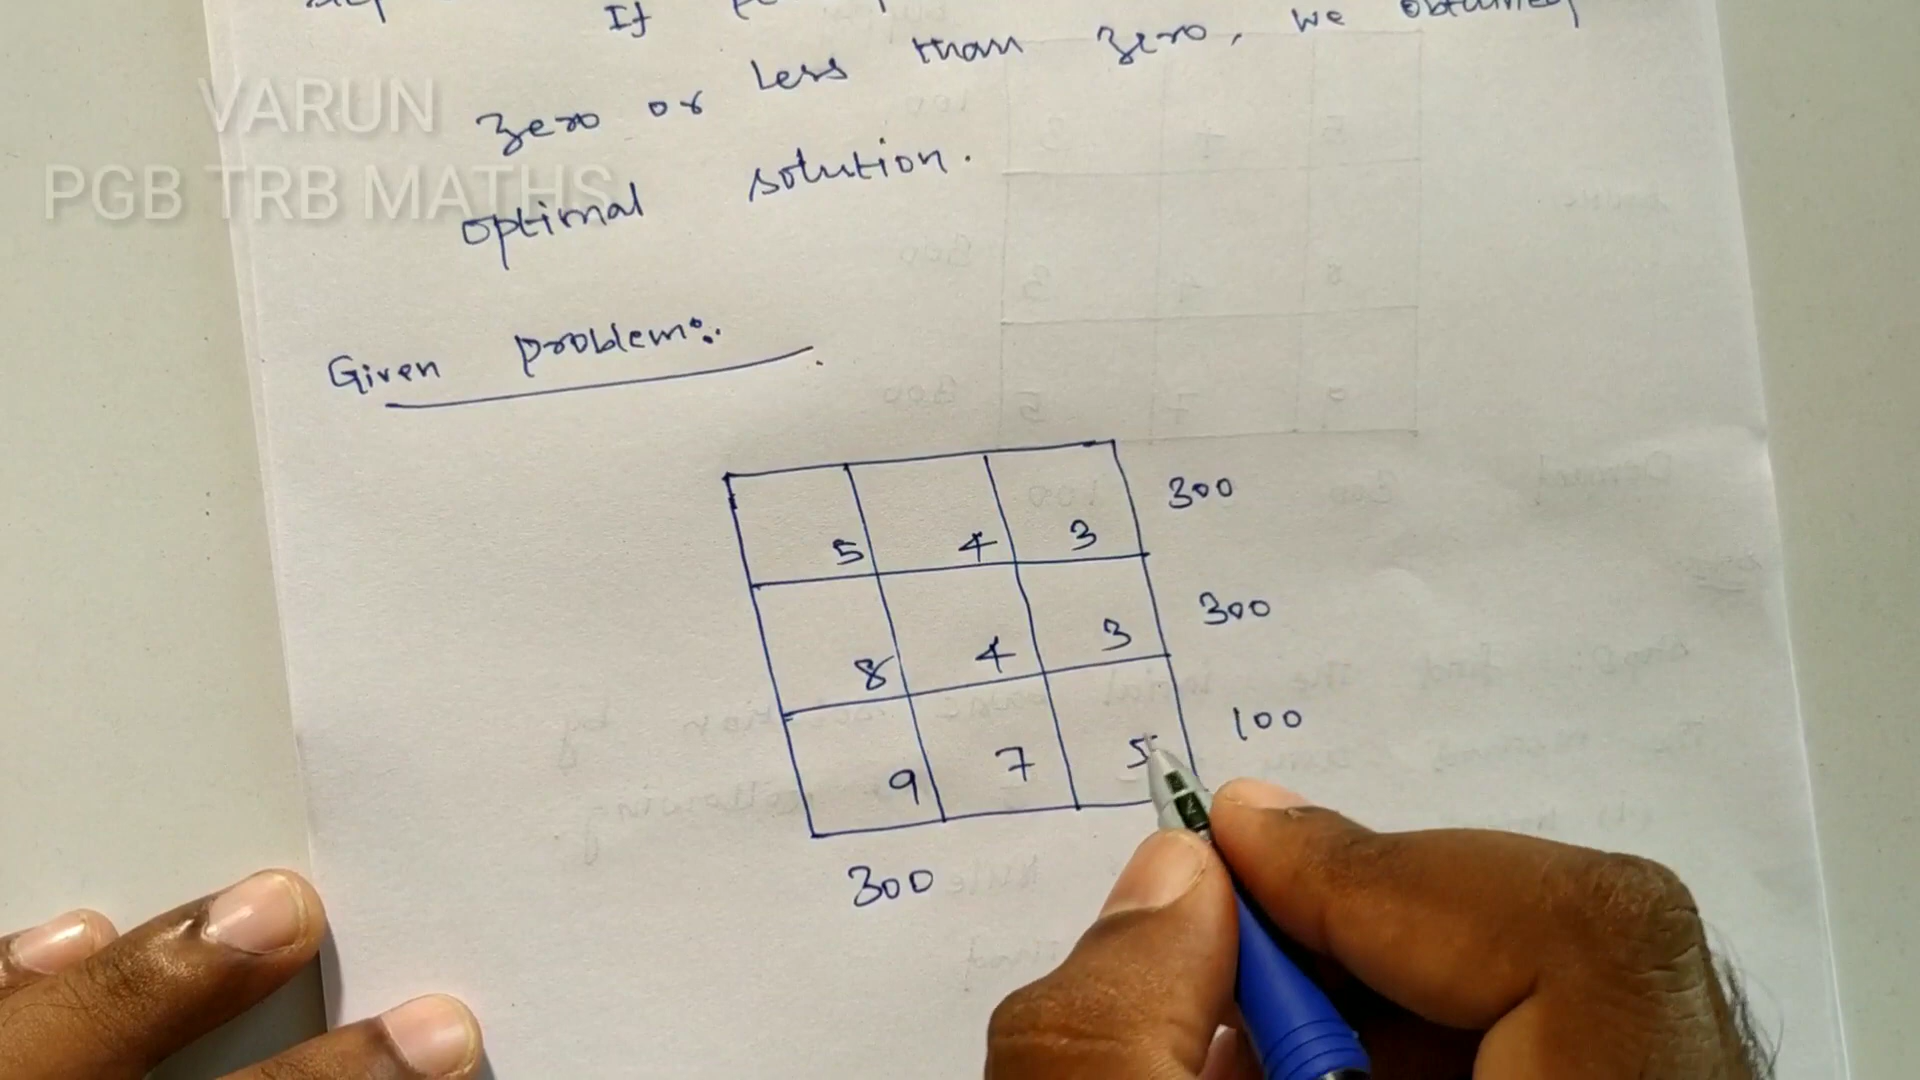 If
less than zero, we obtained
zero or
optimal solution.
VARUN
PGB TRB MATHS
Given problem:.
5 4 3 300
8 4 3 300
9 7 5 100
300